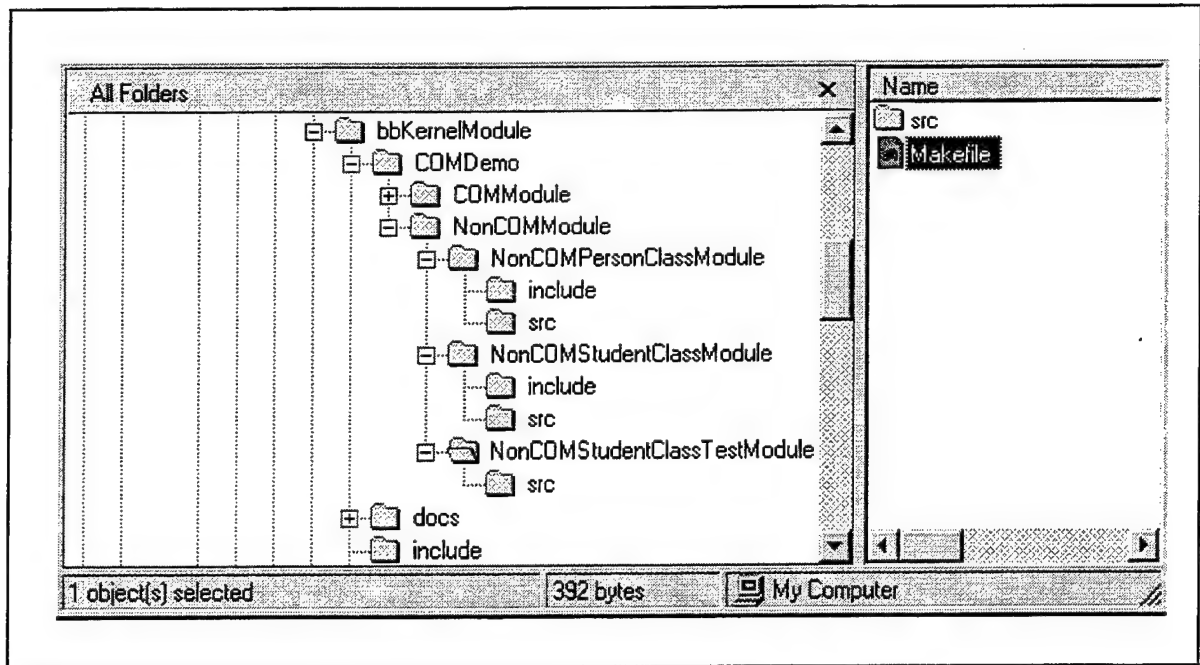 All Folders
bbKernelModule
COMDemo
COMModule
NonCOMModule
NonCOMPersonClassModule
include
src
NonCOMStudentClassModule
include
src
NonCOMStudentClassTestModule
src
docs
include
Name
src
Makefile
1 object(s) selected
392 bytes
My Computer